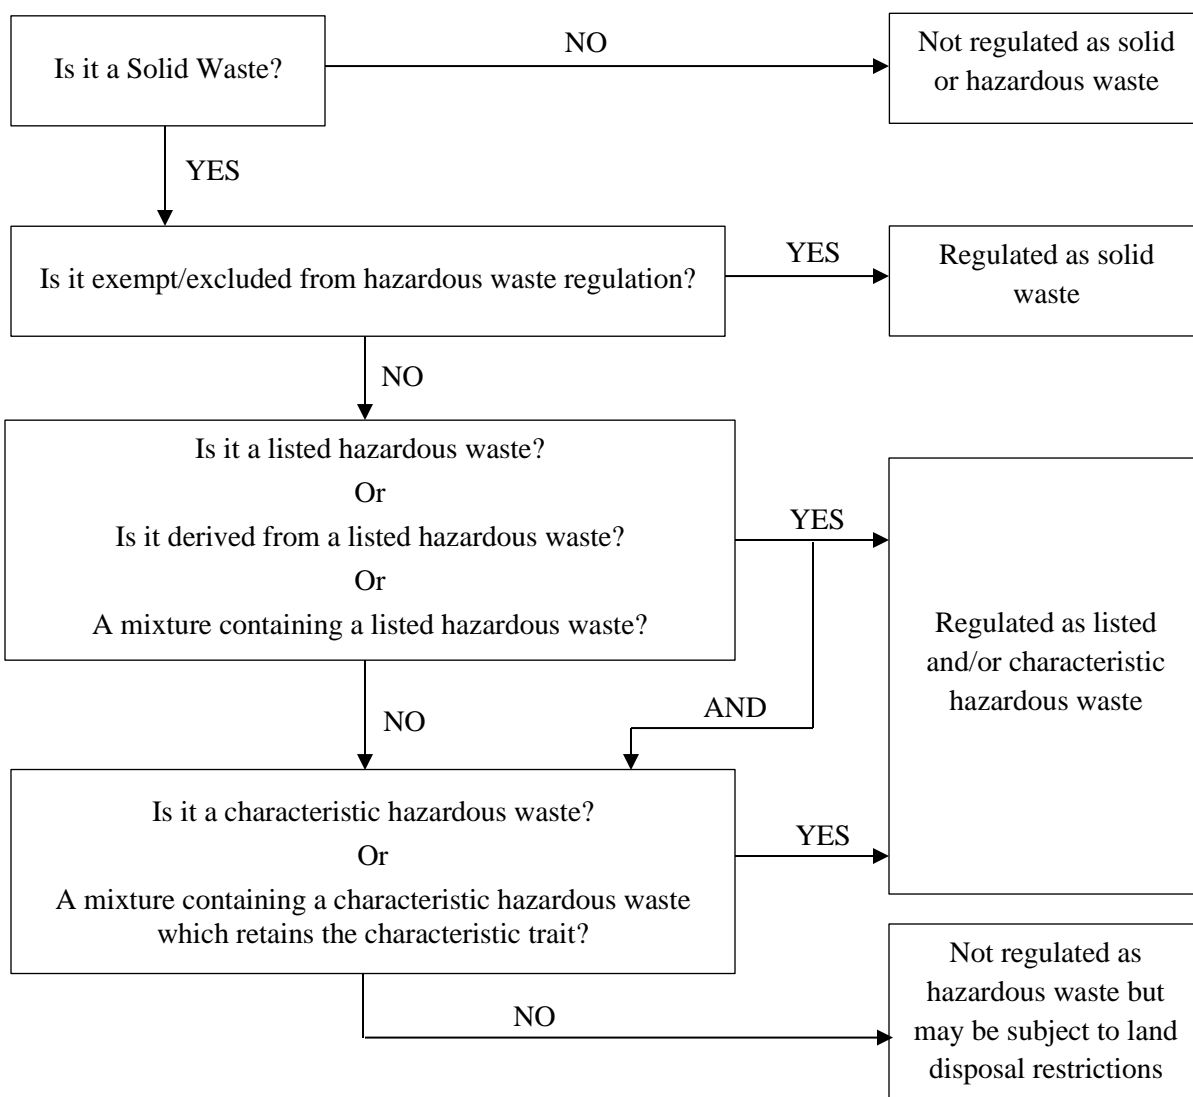 Is it a Solid Waste?
NO
Not regulated as solid
or hazardous waste
YES
Is it exempt/excluded from hazardous waste regulation?
YES
Regulated as solid
waste
NO
Is it a listed hazardous waste?
Or
Is it derived from a listed hazardous waste?
Or
A mixture containing a listed hazardous waste?
YES
Regulated as listed
and/or characteristic
hazardous waste
NO
AND
Is it a characteristic hazardous waste?
Or
A mixture containing a characteristic hazardous waste
which retains the characteristic trait?
YES
NO
Not regulated as
hazardous waste but
may be subject to land
disposal restrictions